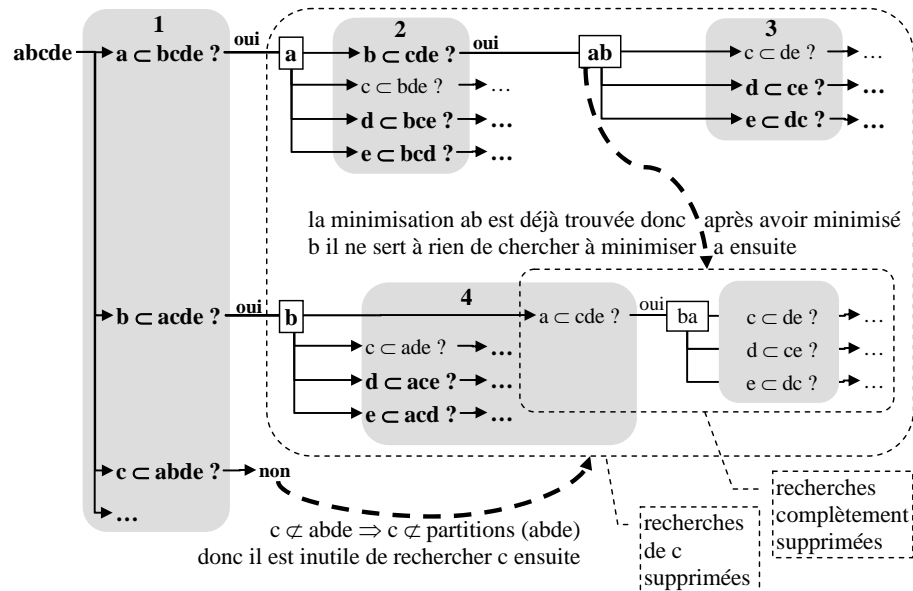 1
2
3
abcde
a ⊂ bcde ?
oui
a
b ⊂ cde ?
oui
ab
c ⊂ de ?
...
c ⊂ bde ?
...
d ⊂ ce ?
...
d ⊂ bce ?
...
e ⊂ dc ?
...
e ⊂ bcd ?
...
la minimisation ab est déjà trouvée donc après avoir minimisé
b il ne sert à rien de chercher à minimiser a ensuite
4
b ⊂ acde ?
oui
b
a ⊂ cde ?
oui
ba
c ⊂ de ?
...
c ⊂ ade ?
...
d ⊂ ce ?
...
d ⊂ ace ?
...
e ⊂ dc ?
...
e ⊂ acd ?
...
c ⊂ abde ?
non
...
c ⊄ abde ⇒ c ⊄ partitions (abde)
donc il est inutile de rechercher c ensuite
recherches
de c
supprimées
recherches
complètement
supprimées